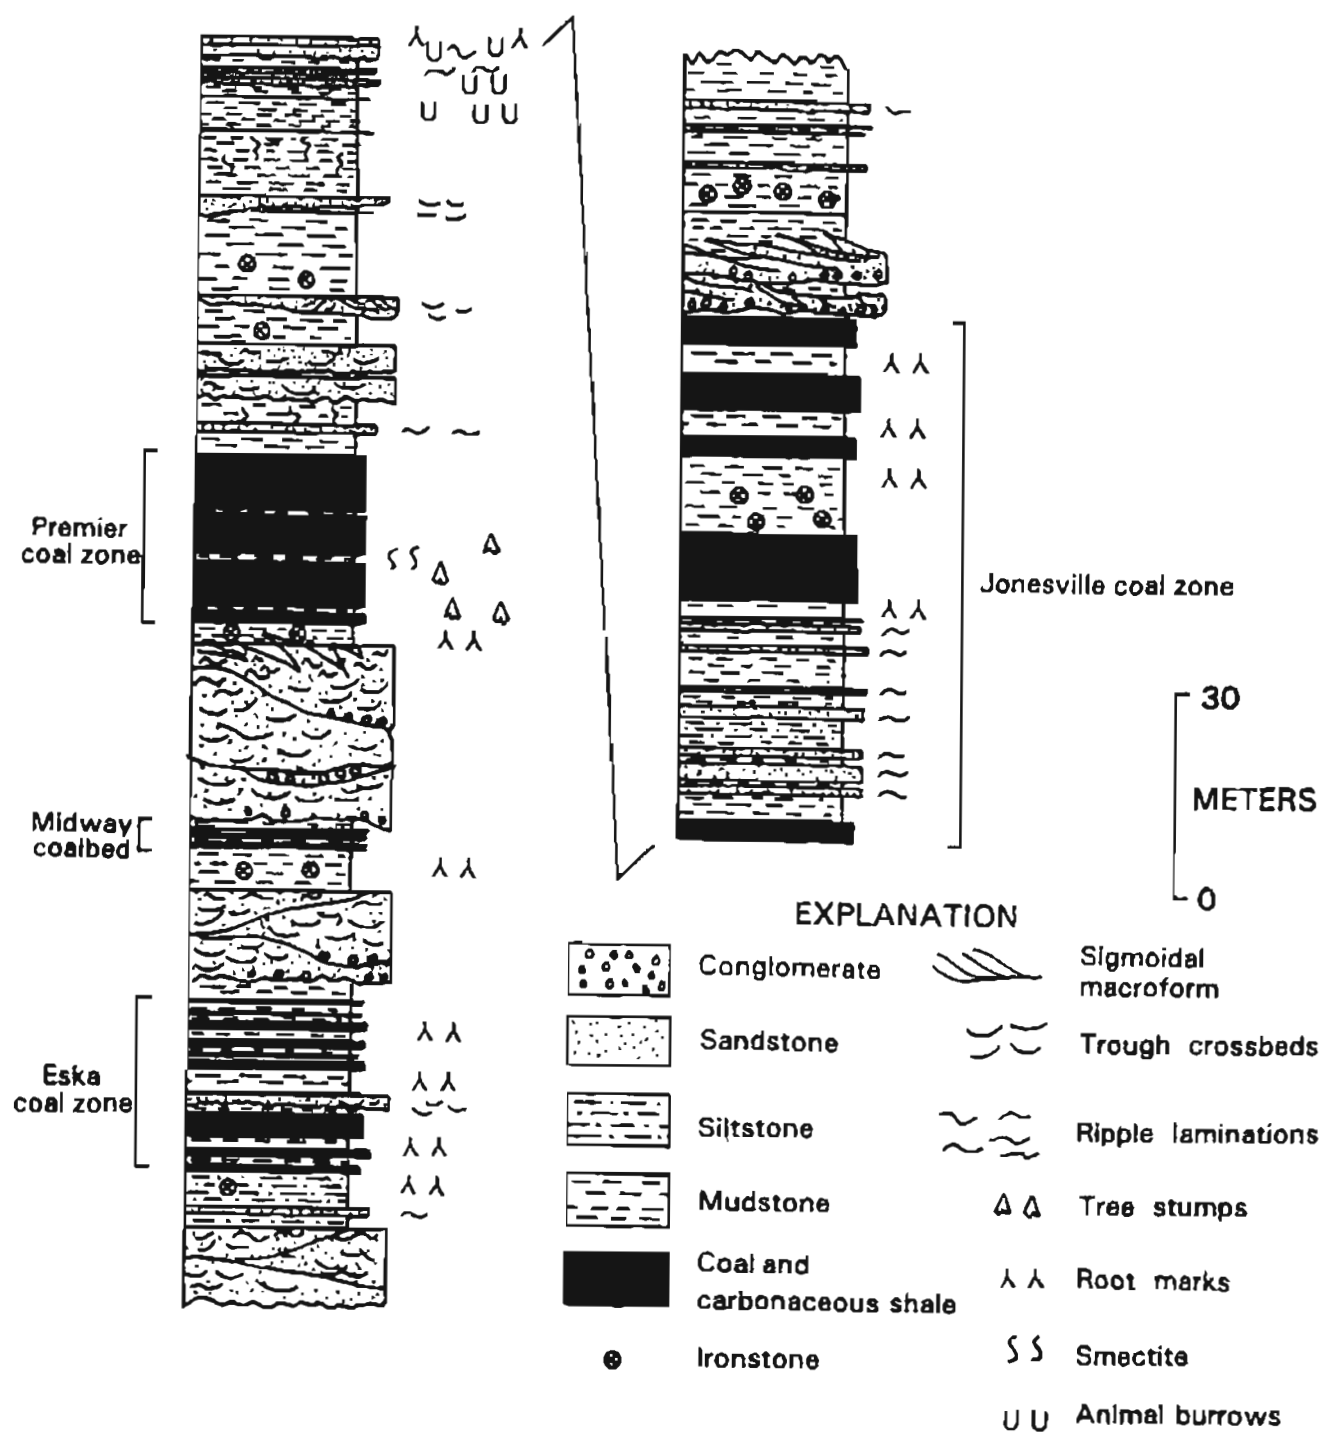 Premier
coal zone
Midway
coalbed
Eska
coal zone
Jonesville coal zone
30
METERS
0
EXPLANATION
Conglomerate
Sandstone
Siltstone
Mudstone
Coal and
carbonaceous shale
Ironstone
Sigmoidal
macroform
Trough crossbeds
Ripple laminations
Tree stumps
Root marks
Smectite
Animal burrows